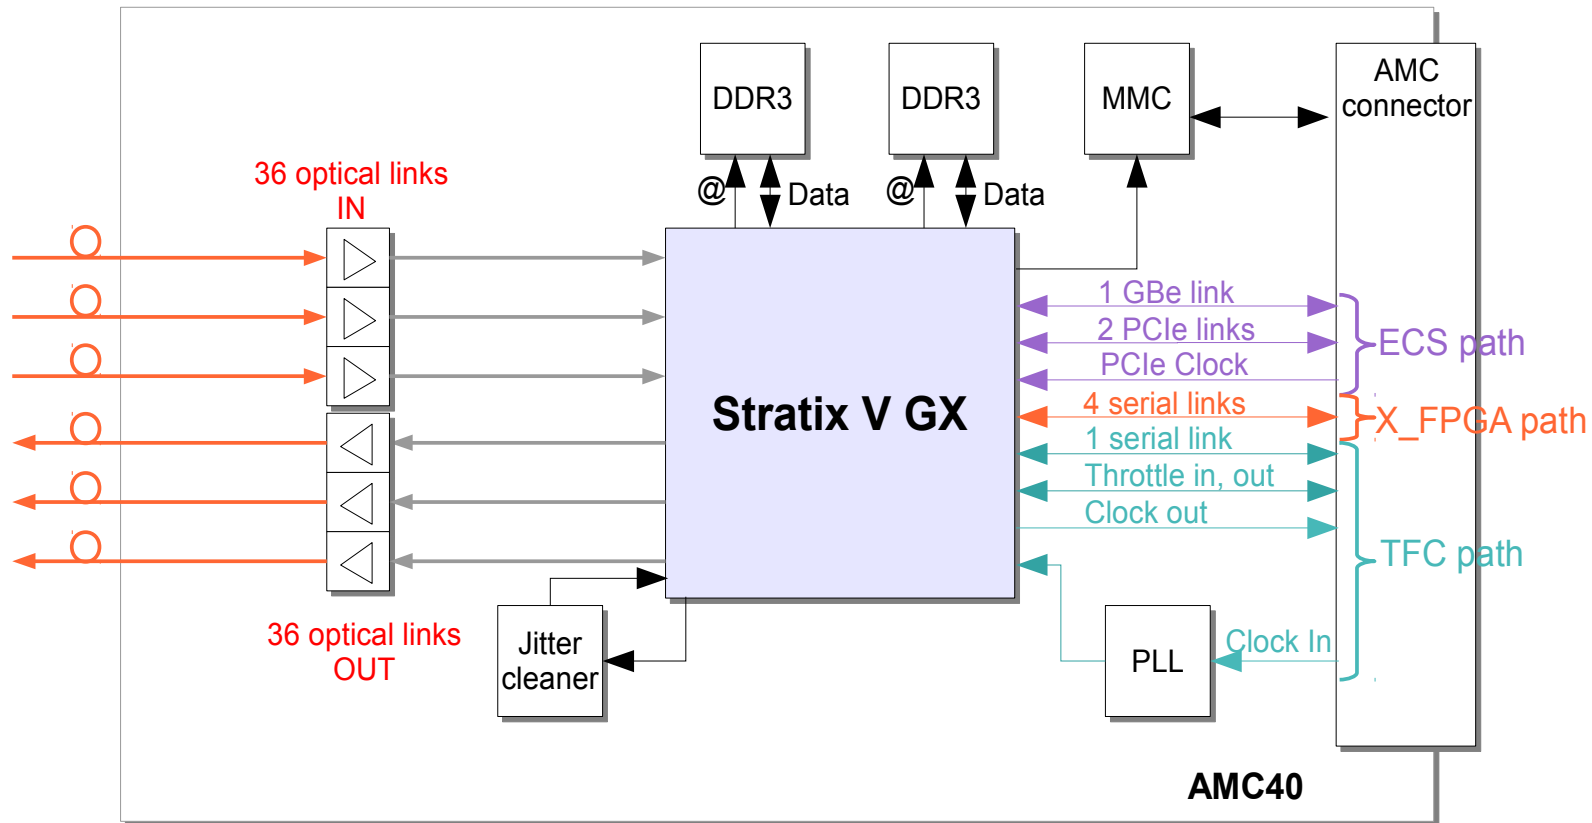 DDR3
DDR3
MMC
AMC
connector
36 optical links
IN
@
Data
@
Data
1 GBe link
2 PCIe links
PCIe Clock
ECS path
Stratix V GX
4 serial links
X_FPGA path
1 serial link
Throttle in, out
Clock out
TFC path
36 optical links
OUT
Jitter
cleaner
PLL
Clock In
AMC40